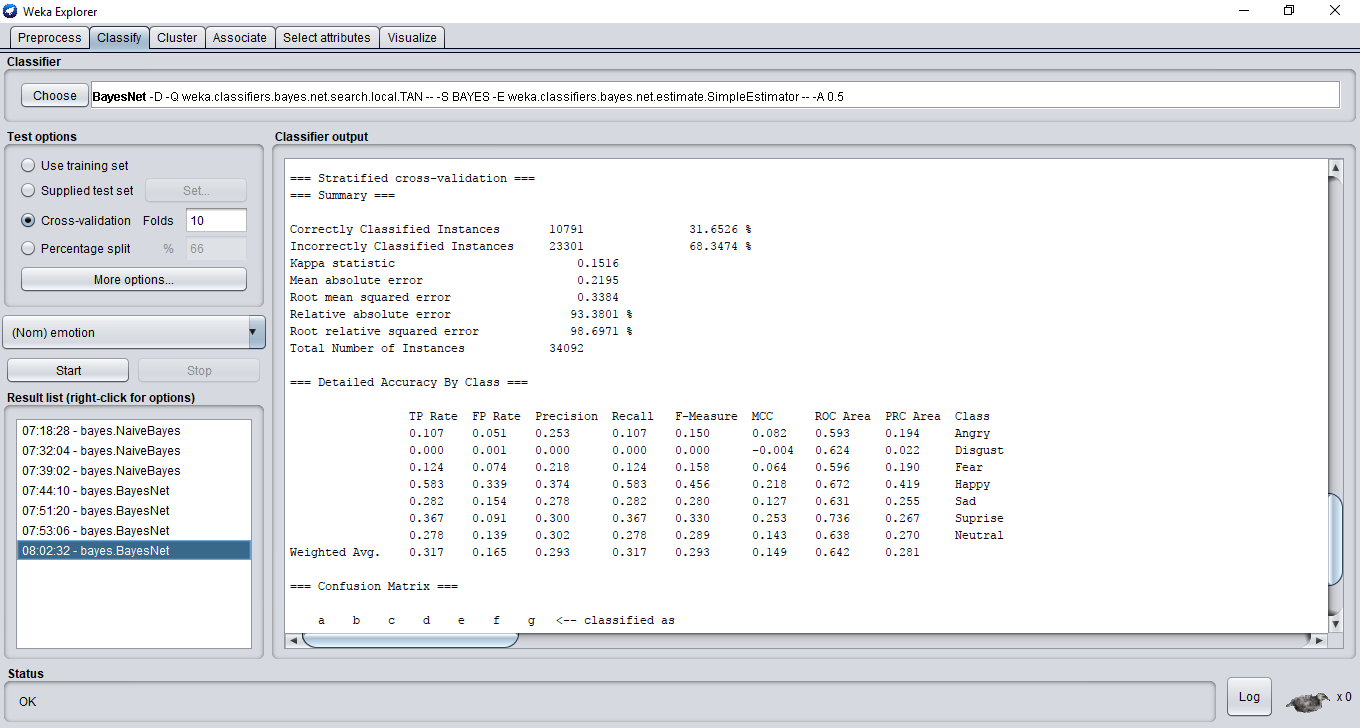 Weka Explorer
Preprocess Classify Cluster Associate Select attributes Visualize
Classifier
Choose BayesNet -D -Q weka.classifiers.bayes.net.search.local.TAN -- -S BAYES -E weka.classifiers.bayes.net.estimate.SimpleEstimator -- -A 0.5
Test options
Use training set
Supplied test set Set...
Cross-validation Folds 10
Percentage split % 66
More options...
(Nom) emotion
Start Stop
Result list (right-click for options)
07:18:28 - bayes.NaiveBayes
07:32:04 - bayes.NaiveBayes
07:39:02 - bayes.NaiveBayes
07:44:10 - bayes.BayesNet
07:51:20 - bayes.BayesNet
07:53:06 - bayes.BayesNet
08:02:32 - bayes.BayesNet
Classifier output
=== Stratified cross-validation ===
=== Summary ===
Correctly Classified Instances 10791 31.6526 %
Incorrectly Classified Instances 23301 68.3474 %
Kappa statistic 0.1516
Mean absolute error 0.2195
Root mean squared error 0.3384
Relative absolute error 93.3801 %
Root relative squared error 98.6971 %
Total Number of Instances 34092
=== Detailed Accuracy By Class ===
TP Rate FP Rate Precision Recall F-Measure MCC ROC Area PRC Area Class
0.107 0.051 0.253 0.107 0.150 0.082 0.593 0.194 Angry
0.000 0.001 0.000 0.000 0.000 -0.004 0.624 0.022 Disgust
0.124 0.074 0.218 0.124 0.158 0.064 0.596 0.190 Fear
0.583 0.339 0.374 0.583 0.456 0.218 0.672 0.419 Happy
0.282 0.154 0.278 0.282 0.280 0.127 0.631 0.255 Sad
0.367 0.091 0.300 0.367 0.330 0.253 0.736 0.267 Suprise
0.278 0.139 0.302 0.278 0.289 0.143 0.638 0.270 Neutral
Weighted Avg. 0.317 0.165 0.293 0.317 0.293 0.149 0.642 0.281
=== Confusion Matrix ===
a b c d e f g <-- classified as
Status
OK
Log x 0